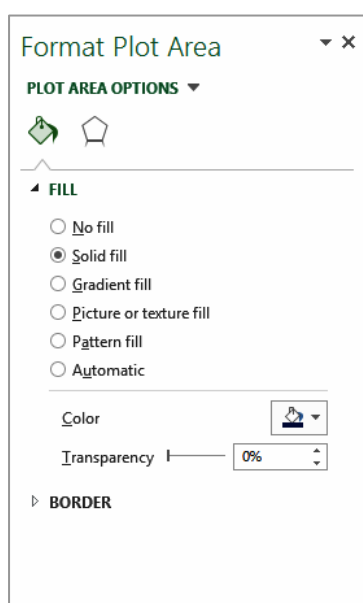 Format Plot Area
PLOT AREA OPTIONS
FILL
No fill
Solid fill
Gradient fill
Picture or texture fill
Pattern fill
Automatic
Color
Transparency 0%
BORDER